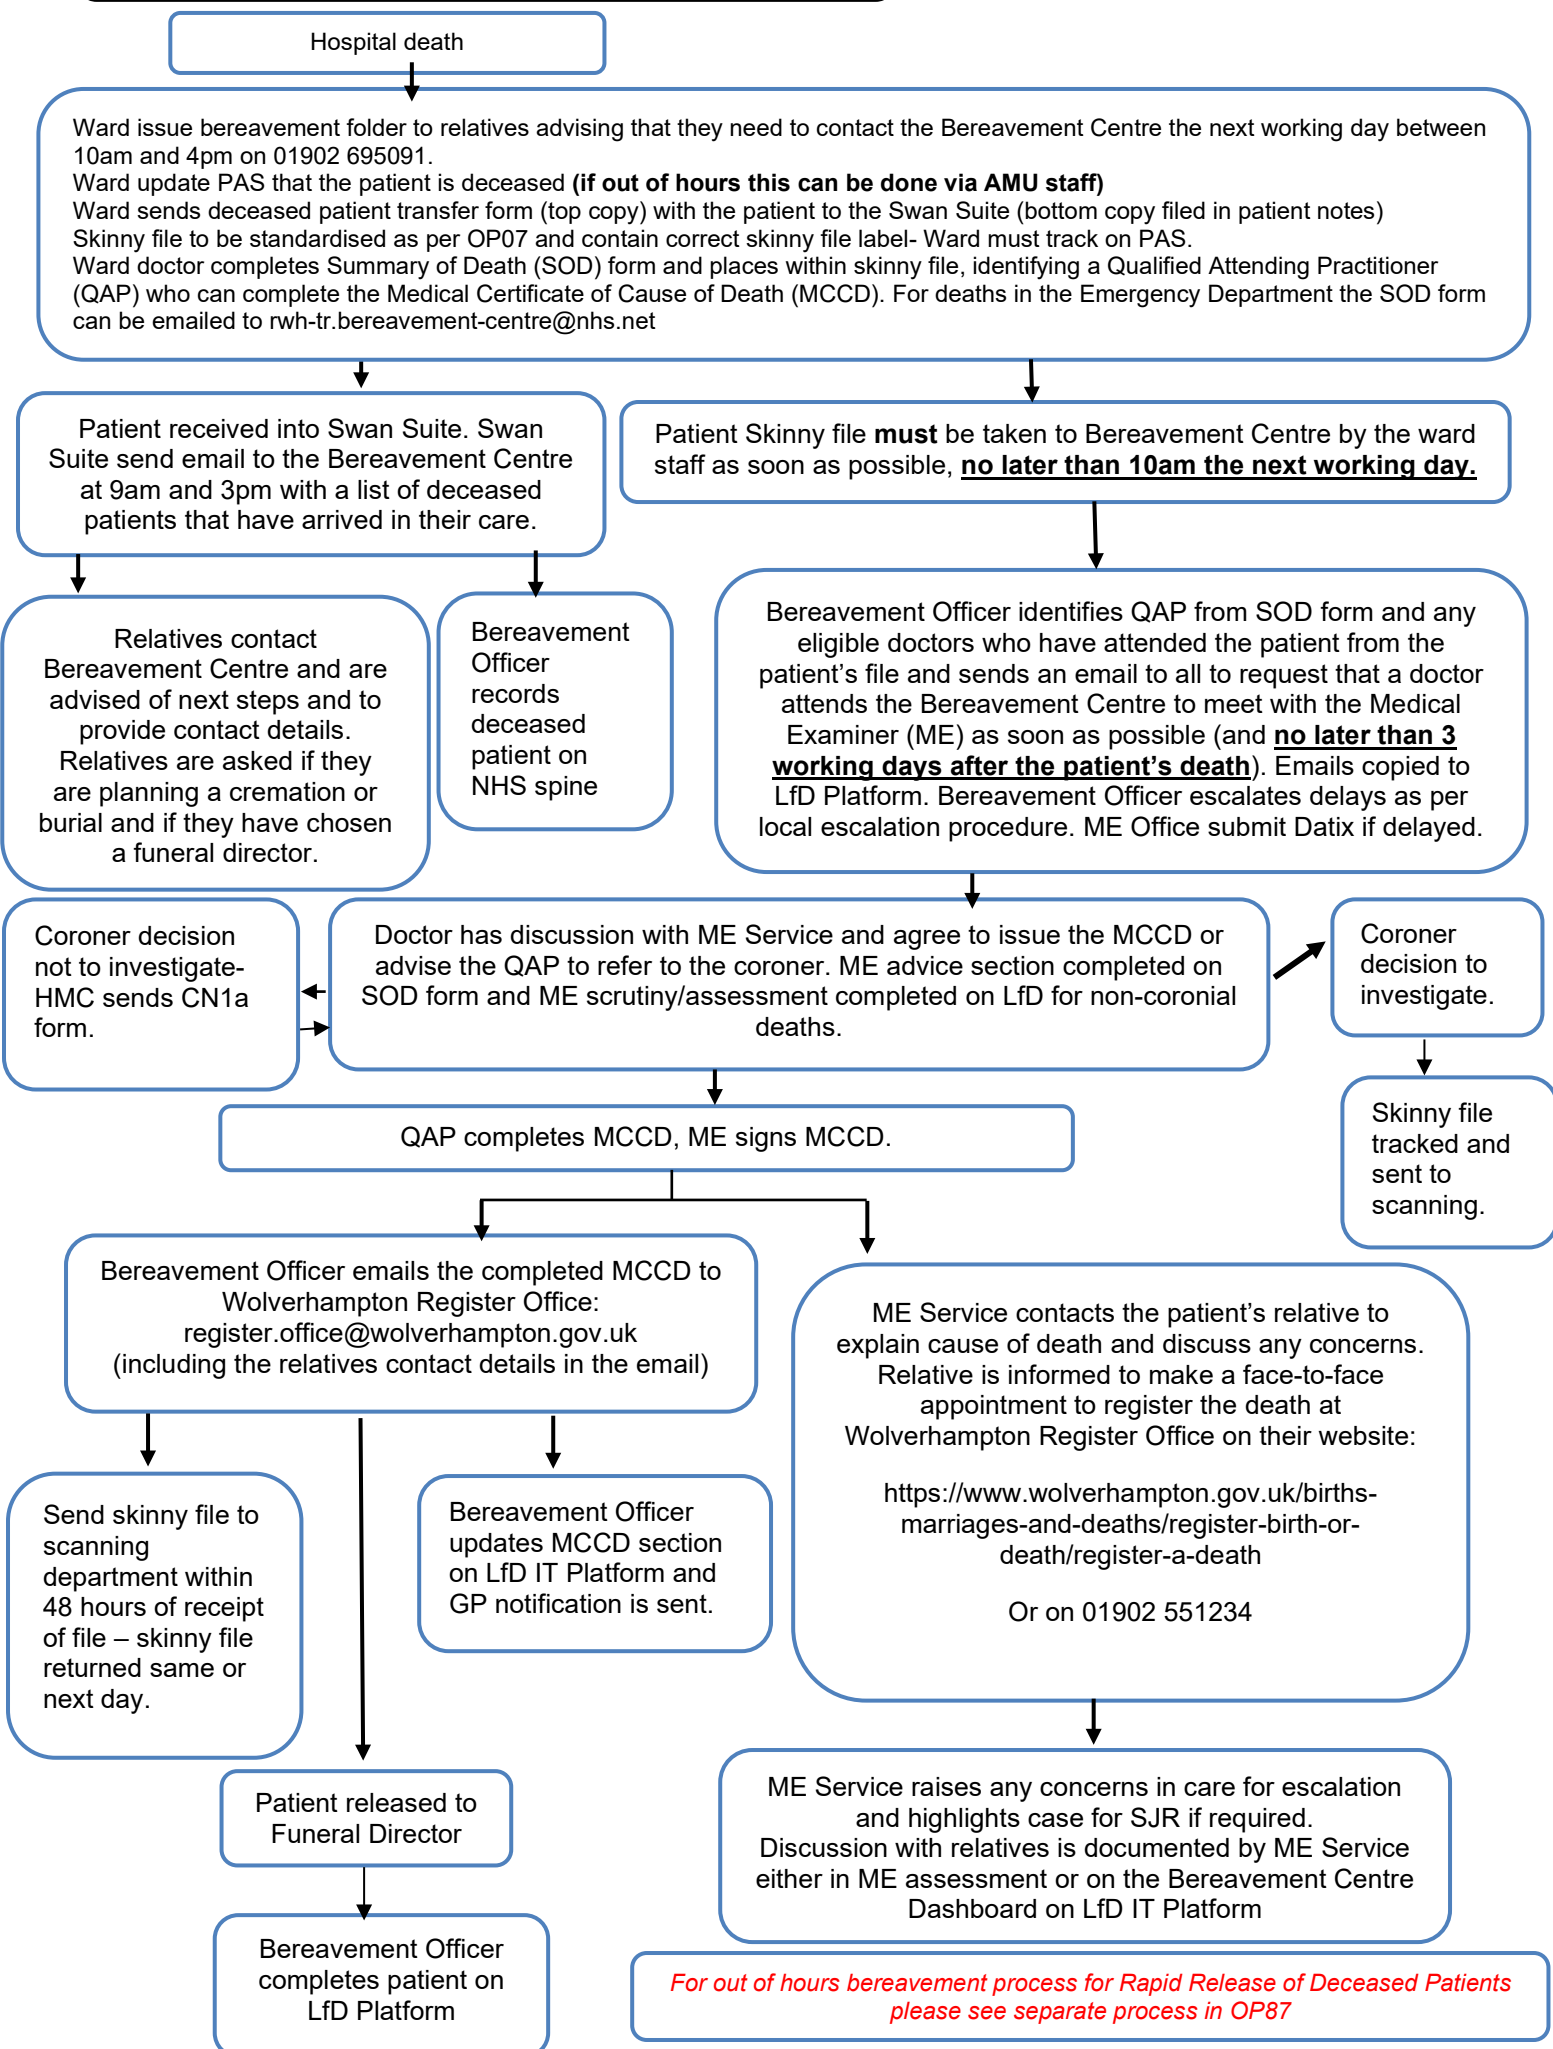 Hospital death
Ward issue bereavement folder to relatives advising that they need to contact the Bereavement Centre the next working day between
10am and 4pm on 01902 695091.
Ward update PAS that the patient is deceased (if out of hours this can be done via AMU staff)
Ward sends deceased patient transfer form (top copy) with the patient to the Swan Suite (bottom copy filed in patient notes)
Skinny file to be standardised as per OP07 and contain correct skinny file label- Ward must track on PAS.
Ward doctor completes Summary of Death (SOD) form and places within skinny file, identifying a Qualified Attending Practitioner
(QAP) who can complete the Medical Certificate of Cause of Death (MCCD). For deaths in the Emergency Department the SOD form
can be emailed to rwh-tr.bereavement-centre@nhs.net
Patient received into Swan Suite. Swan
Suite send email to the Bereavement Centre
at 9am and 3pm with a list of deceased
patients that have arrived in their care.
Patient Skinny file must be taken to Bereavement Centre by the ward
staff as soon as possible, no later than 10am the next working day.
Relatives contact
Bereavement Centre and are
advised of next steps and to
provide contact details.
Relatives are asked if they
are planning a cremation or
burial and if they have chosen
a funeral director.
Bereavement
Officer
records
deceased
patient on
NHS spine
Bereavement Officer identifies QAP from SOD form and any
eligible doctors who have attended the patient from the
patient's file and sends an email to all to request that a doctor
attends the Bereavement Centre to meet with the Medical
Examiner (ME) as soon as possible (and no later than 3
working days after the patient's death). Emails copied to
LfD Platform. Bereavement Officer escalates delays as per
local escalation procedure. ME Office submit Datix if delayed.
Coroner decision
not to investigate-
HMC sends CN1a
form.
Doctor has discussion with ME Service and agree to issue the MCCD or
advise the QAP to refer to the coroner. ME advice section completed on
SOD form and ME scrutiny/assessment completed on LfD for non-coronial
deaths.
Coroner
decision to
investigate.
Skinny file
tracked and
sent to
scanning.
QAP completes MCCD, ME signs MCCD.
Bereavement Officer emails the completed MCCD to
Wolverhampton Register Office:
register.office@wolverhampton.gov.uk
(including the relatives contact details in the email)
ME Service contacts the patient's relative to
explain cause of death and discuss any concerns.
Relative is informed to make a face-to-face
appointment to register the death at
Wolverhampton Register Office on their website:
https://www.wolverhampton.gov.uk/births-
marriages-and-deaths/register-birth-or-
death/register-a-death
Or on 01902 551234
Send skinny file to
scanning
department within
48 hours of receipt
of file – skinny file
returned same or
next day.
Bereavement Officer
updates MCCD section
on LfD IT Platform and
GP notification is sent.
Patient released to
Funeral Director
Bereavement Officer
completes patient on
LfD Platform
ME Service raises any concerns in care for escalation
and highlights case for SJR if required.
Discussion with relatives is documented by ME Service
either in ME assessment or on the Bereavement Centre
Dashboard on LfD IT Platform
For out of hours bereavement process for Rapid Release of Deceased Patients
please see separate process in OP87